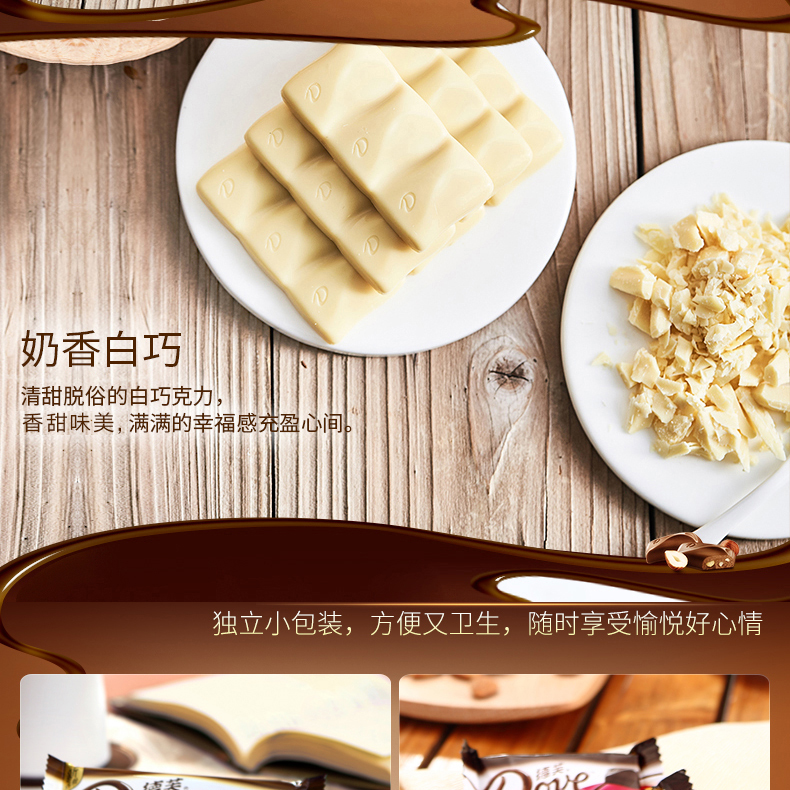 奶香白巧
清甜脱俗的白巧克力，
香甜味美,满满的幸福感充盈心间。
独立小包装，方便又卫生，随时享受愉悦好心情
德芙
Dove
德芙
Dove